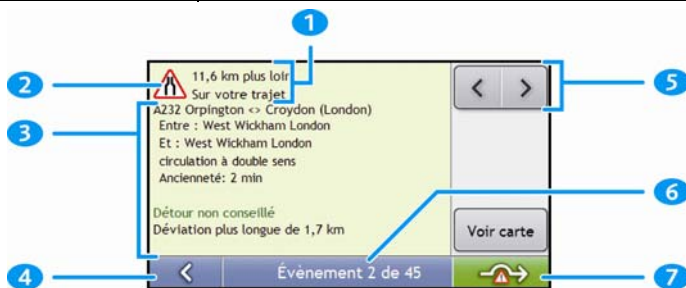 1
11,6 km plus loin
2
5
Sur votre trajet
A232 Orpington <> Croydon (London)
3
Entre : West Wickham London
Et : West Wickham London
circulation à double sens
Ancienneté: 2 min
6
Détour non conseillé
Déviation plus longue de 1,7 km
Voir carte
4
Évènement 2 de 45
7